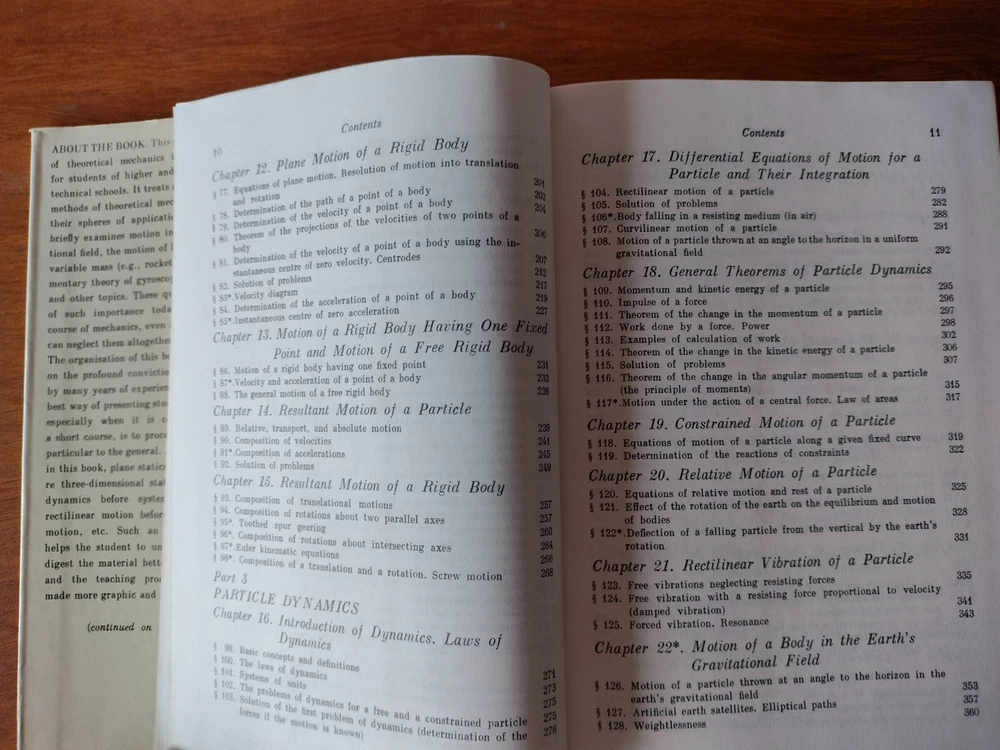 ABOUT THE BOOK. This
of theoretical mechanics
for students of higher and
technical schools. It treats
methods of theoretical
their spheres of
briefly examines motion in
tional field, the motion of
variable mass (e.g.,
mentary theory of
and other topics. These
of such importance
course of mechanics, even
can neglect them
The organisation of this
on the profound
by many years of
best way of presenting
especially when it is
a short course, is to
particular to the general.
in this book, plane
re three-dimensional
dynamics before
rectilinear motion
motion, etc. Such an
helps the student to
digest the material
and the teaching
made more graphic and
(continued on
10
Contents
Chapter 12. Plane Motion of a Rigid Body
§ 77. Equations of plane motion. Resolution of motion into translation
and rotation 201
§ 78. Determination of the path of a point of a body 203
§ 79. Determination of the velocity of a point of a body 204
§ 80. Theorem of the projections of the velocities of two points of a
body 206
§ 81. Determination of the velocity of a point of a body using the in-
stantaneous centre of zero velocity. Centrodes 207
§ 82. Solution of problems 212
§ 83*.Velocity diagram 217
§ 84. Determination of the acceleration of a point of a body 219
§ 85*.Instantaneous centre of zero acceleration 227
Chapter 13. Motion of a Rigid Body Having One Fixed
Point and Motion of a Free Rigid Body
§ 86. Motion of a rigid body having one fixed point 231
§ 87*.Velocity and acceleration of a point of a body 233
§ 88. The general motion of a free rigid body 236
Chapter 14. Resultant Motion of a Particle
§ 89. Relative, transport, and absolute motion 239
§ 90. Composition of velocities 241
§ 91*.Composition of accelerations 245
§ 92. Solution of problems 249
Chapter 15. Resultant Motion of a Rigid Body
§ 93. Composition of translational motions 257
§ 94. Composition of rotations about two parallel axes 257
§ 95*. Toothed spur gearing 260
§ 96*. Composition of rotations about intersecting axes 264
§ 97*.Euler kinematic equations 266
§ 98*. Composition of a translation and a rotation. Screw motion 268
Part 3
PARTICLE DYNAMICS
Chapter 16. Introduction of Dynamics. Laws of
Dynamics
§ 99. Basic concepts and definitions 271
§ 100. The laws of dynamics 273
§ 101. Systems of units 275
§ 102. The problems of dynamics for a free and a constrained particle 275
§ 103. Solution of the first problem of dynamics (determination of the
forces if the motion is known) 276
Contents
11
Chapter 17. Differential Equations of Motion for a
Particle and Their Integration
§ 104. Rectilinear motion of a particle 279
§ 105. Solution of problems 282
§ 106*.Body falling in a resisting medium (in air) 288
§ 107. Curvilinear motion of a particle 291
§ 108. Motion of a particle thrown at an angle to the horizon in a uniform
gravitational field 292
Chapter 18. General Theorems of Particle Dynamics
§ 109. Momentum and kinetic energy of a particle 295
§ 110. Impulse of a force 296
§ 111. Theorem of the change in the momentum of a particle 297
§ 112. Work done by a force. Power 298
§ 113. Examples of calculation of work 302
§ 114. Theorem of the change in the kinetic energy of a particle 306
§ 115. Solution of problems 307
§ 116. Theorem of the change in the angular momentum of a particle
(the principle of moments) 315
§ 117*.Motion under the action of a central force. Law of areas 317
Chapter 19. Constrained Motion of a Particle
§ 118. Equations of motion of a particle along a given fixed curve 319
§ 119. Determination of the reactions of constraints 322
Chapter 20. Relative Motion of a Particle
§ 120. Equations of relative motion and rest of a particle 325
§ 121. Effect of the rotation of the earth on the equilibrium and motion
of bodies 328
§ 122*.Deflection of a falling particle from the vertical by the earth's
rotation 331
Chapter 21. Rectilinear Vibration of a Particle
§ 123. Free vibrations neglecting resisting forces 335
§ 124. Free vibration with a resisting force proportional to velocity
(damped vibration) 341
§ 125. Forced vibration. Resonance 343
Chapter 22*. Motion of a Body in the Earth's
Gravitational Field
§ 126. Motion of a particle thrown at an angle to the horizon in the
earth's gravitational field 353
§ 127. Artificial earth satellites. Elliptical paths 357
§ 128. Weightlessness 360